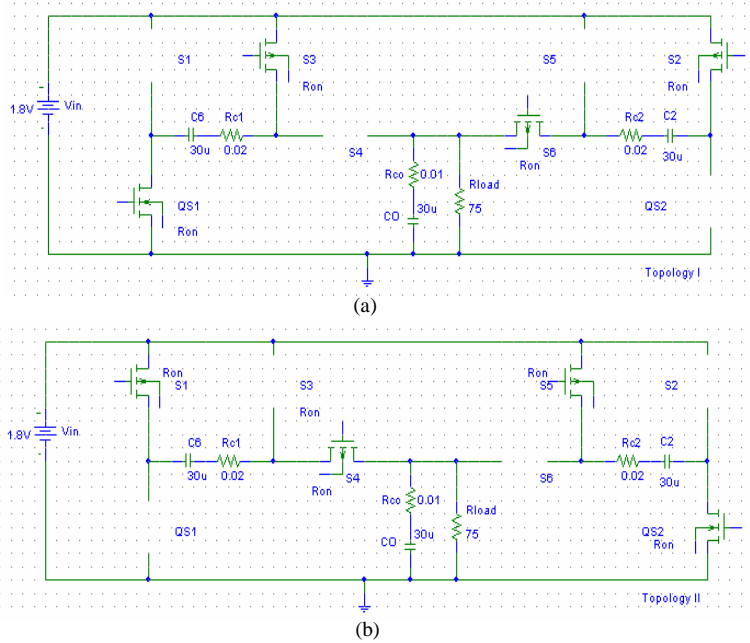 S1 S3 S5 S2
Ron Ron
1.8V Vin
C6 Rc1 Rc2 C2
30u 0.02 0.02 30u
S4 S6
Ron
Rco 0.01
Rload
QS1 30u QS2
CO 75
Ron
Topology I
(a)
Ron Ron
S1 S3 S5 S2
Ron
1.8V Vin
C6 Rc1 Rc2 C2
30u 0.02 0.02 30u
S4 S6
Ron
Rco 0.01
Rload
QS1 30u QS2
CO 75 Ron
Topology II
(b)